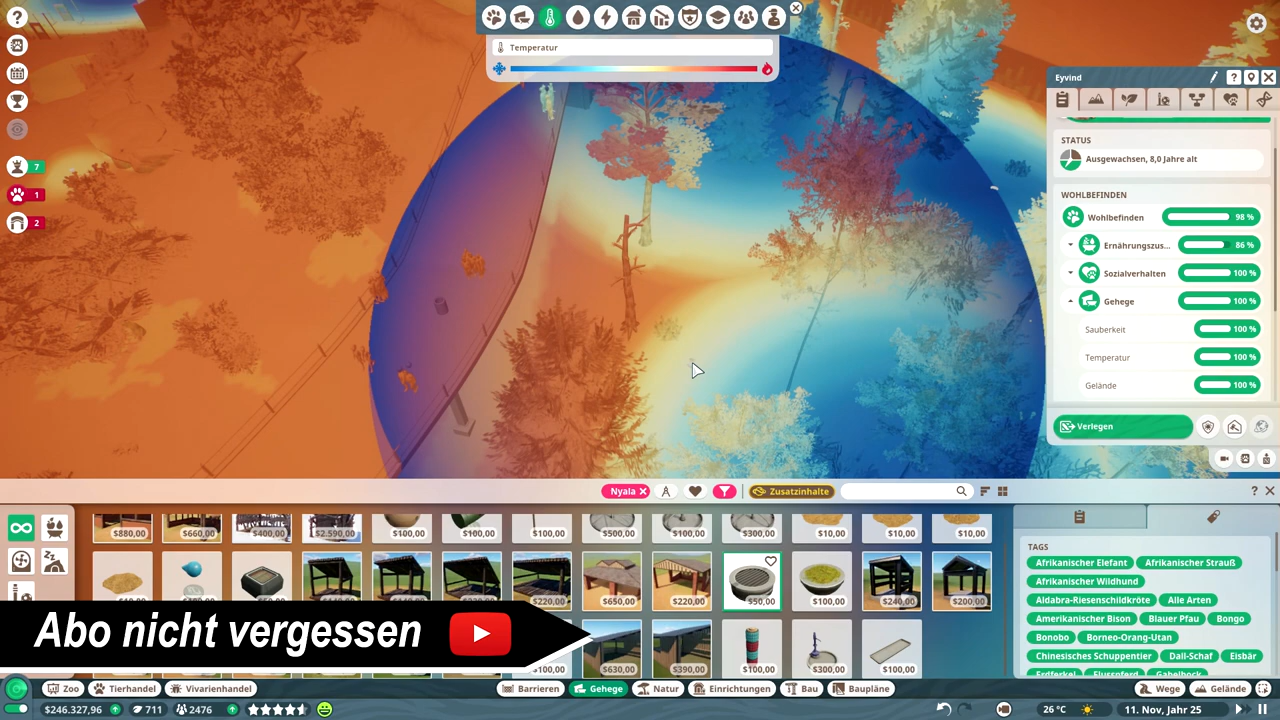 Temperatur
Eyvind
7
1
2
STATUS
Ausgewachsen, 8,0 Jahre alt
WOHLBEFINDEN
Wohlbefinden 98 %
Ernährungszus... 86 %
Sozialverhalten 100 %
Gehege 100 %
Sauberkeit 100 %
Temperatur 100 %
Gelände 100 %
Verlegen
Nyala
Zusatzinhalte
$880,00 $660,00 $2.590,00 $100,00 $100,00 $100,00 $500,00 $100,00 $300,00 $10,00 $10,00 $10,00
$220,00 $650,00 $220,00 $50,00 $100,00 $240,00 $200,00
$100,00 $630,00 $390,00 $100,00 $300,00 $100,00
TAGS
Afrikanischer Elefant Afrikanischer Strauß
Afrikanischer Wildhund
Aldabra-Riesenschildkröte Alle Arten
Amerikanischer Bison Blauer Pfau Bongo
Bonobo Borneo-Orang-Utan
Chinesisches Schuppentier Dall-Schaf Eisbär
Erdferkel Flusspferd Gabelbock
Abo nicht vergessen
Zoo Tierhandel Vivarienhandel Barrieren Gehege Natur Einrichtungen Bau Baupläne Wege Gelände
$246.327,96 711 2476 26 °C 11. Nov, Jahr 25